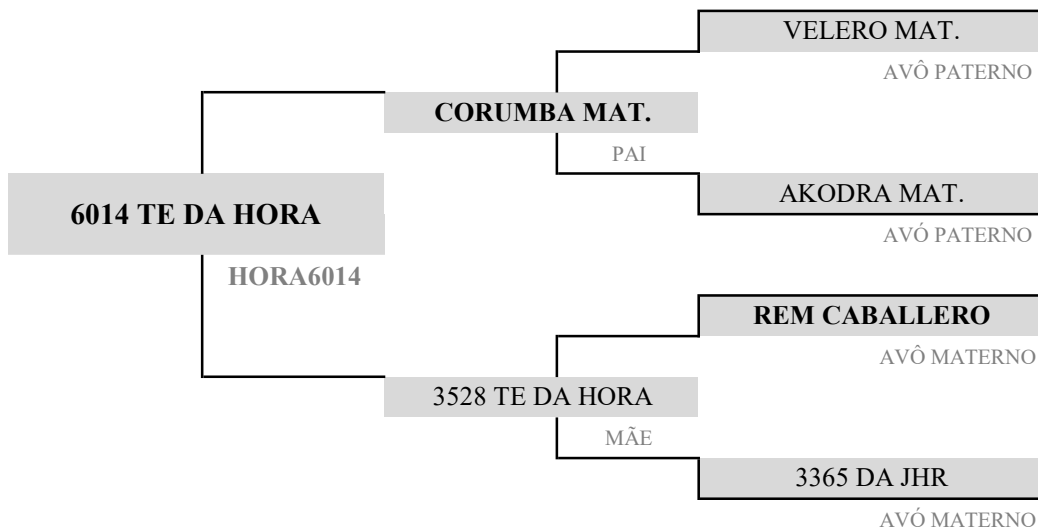 VELERO MAT.
AVÔ PATERNO
CORUMBA MAT.
PAI
AKODRA MAT.
AVÓ PATERNO
6014 TE DA HORA
HORA6014
REM CABALLERO
AVÔ MATERNO
3528 TE DA HORA
MÃE
3365 DA JHR
AVÓ MATERNO